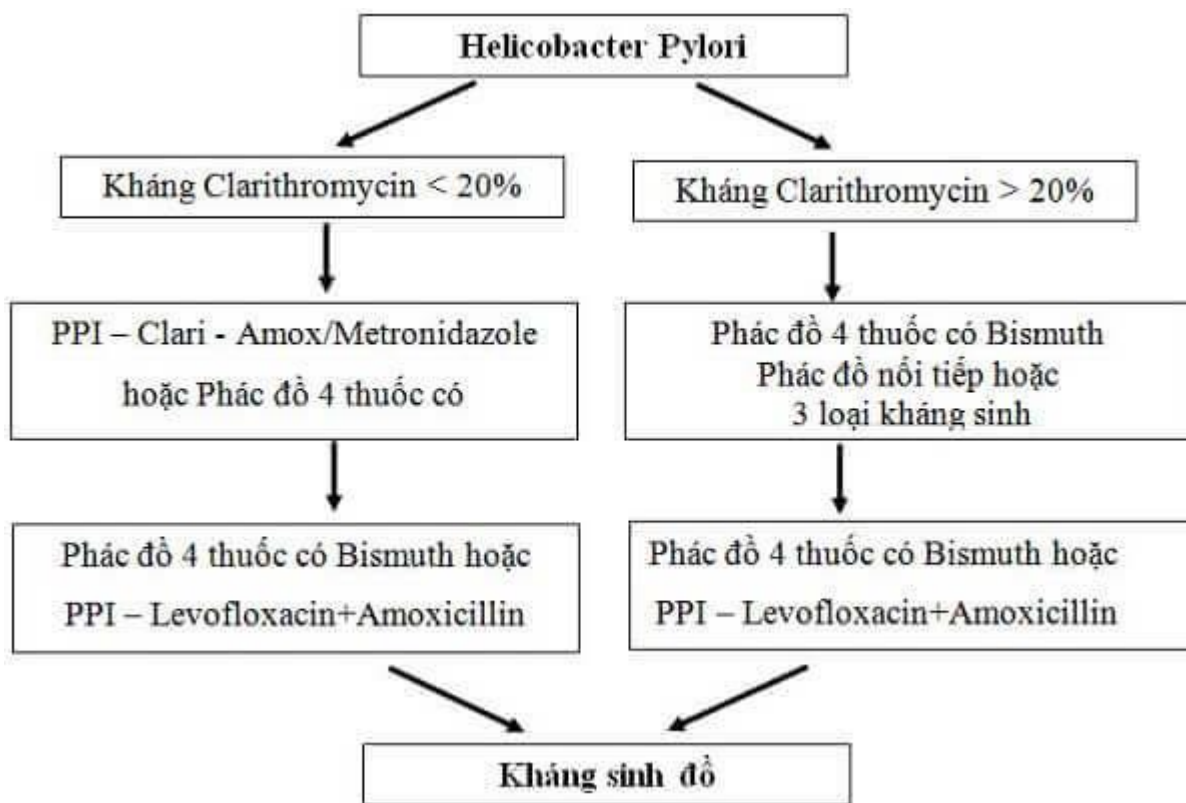 Helicobacter Pylori
Kháng Clarithromycin < 20%
Kháng Clarithromycin > 20%
PPI – Clari - Amox/Metronidazole
hoặc Phác đồ 4 thuốc có
Phác đồ 4 thuốc có Bismuth
Phác đồ nối tiếp hoặc
3 loại kháng sinh
Phác đồ 4 thuốc có Bismuth hoặc
PPI – Levofloxacin+Amoxicillin
Phác đồ 4 thuốc có Bismuth hoặc
PPI – Levofloxacin+Amoxicillin
Kháng sinh đồ